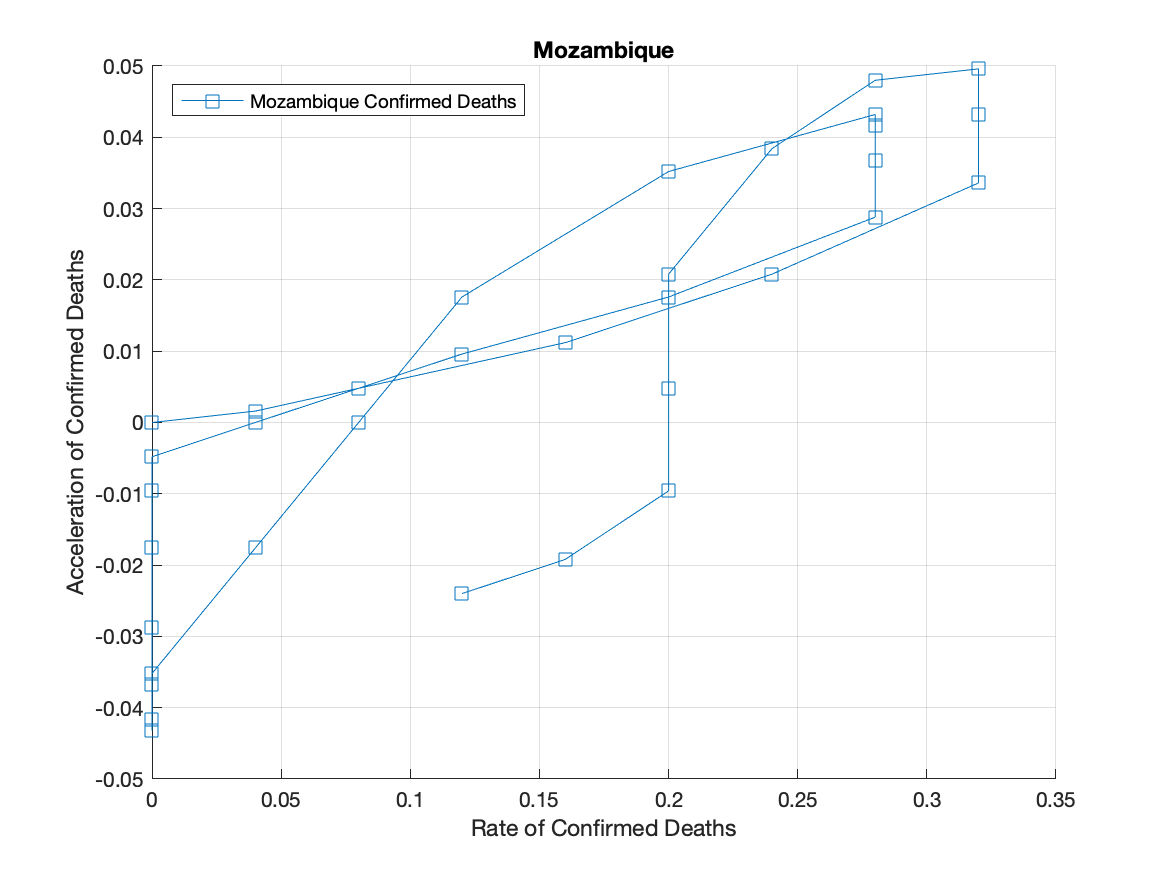 Mozambique
Mozambique Confirmed Deaths
Acceleration of Confirmed Deaths
0.05
0.04
0.03
0.02
0.01
0
-0.01
-0.02
-0.03
-0.04
-0.05
0 0.05 0.1 0.15 0.2 0.25 0.3 0.35
Rate of Confirmed Deaths